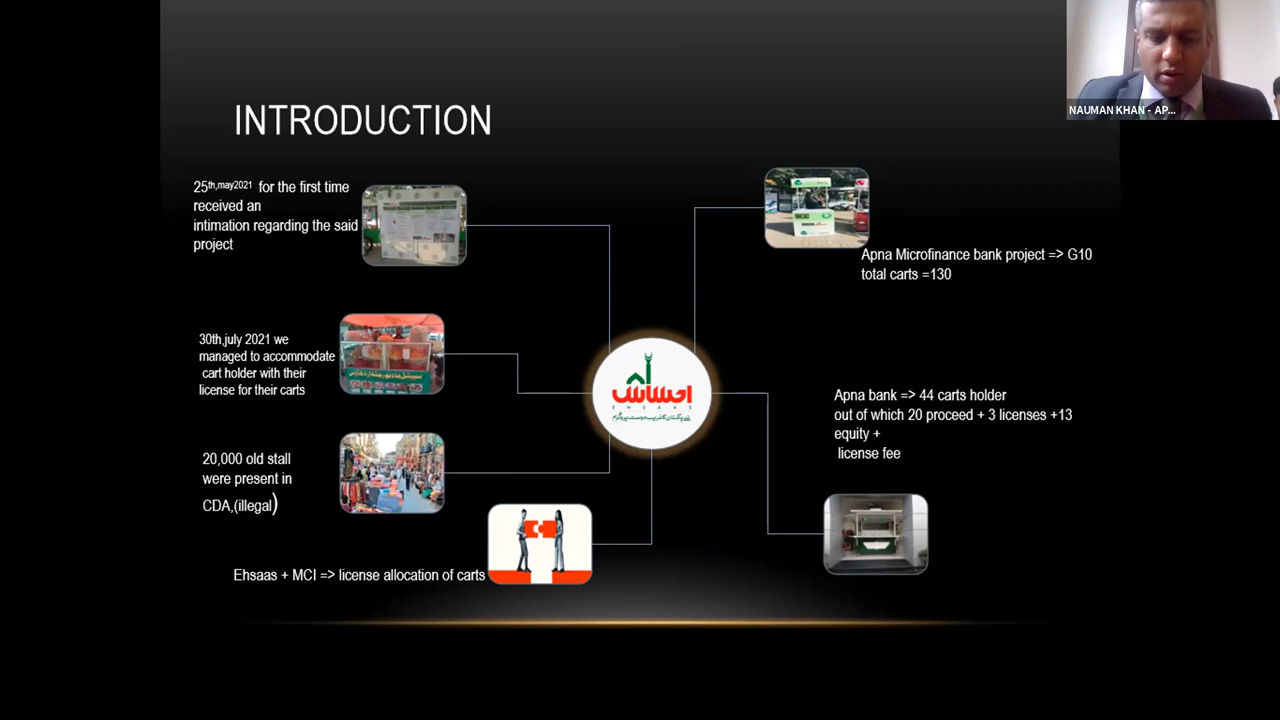 INTRODUCTION
25th,may2021 for the first time
received an
intimation regarding the said
project
30th,july 2021 we
managed to accommodate
cart holder with their
license for their carts
20,000 old stall
were present in
CDA,(illegal)
Ehsaas + MCI => license allocation of carts
احساس
EHSAAS
Apna Microfinance bank project => G10
total carts =130
Apna bank => 44 carts holder
out of which 20 proceed + 3 licenses +13
equity +
license fee
NAUMAN KHAN - AP...